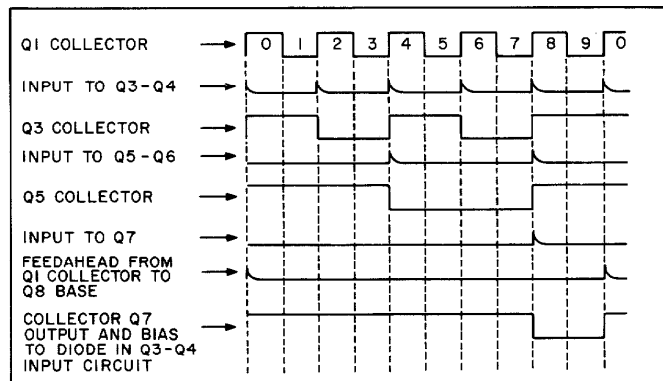 Q1 COLLECTOR
0 1 2 3 4 5 6 7 8 9 0
INPUT TO Q3-Q4
Q3 COLLECTOR
INPUT TO Q5-Q6
Q5 COLLECTOR
INPUT TO Q7
FEEDAHEAD FROM
Q1 COLLECTOR TO
Q8 BASE
COLLECTOR Q7
OUTPUT AND BIAS
TO DIODE IN Q3-Q4
INPUT CIRCUIT